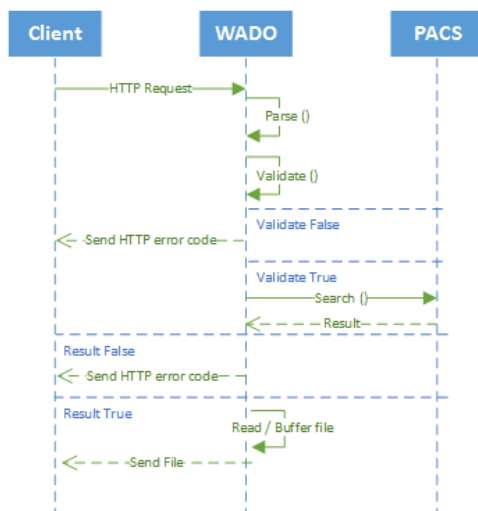 Client
WADO
PACS
HTTP Request
Parse ()
Validate ()
Validate False
Send HTTP error code
Validate True
Search ()
Result
Result False
Send HTTP error code
Result True
Read / Buffer file
Send File